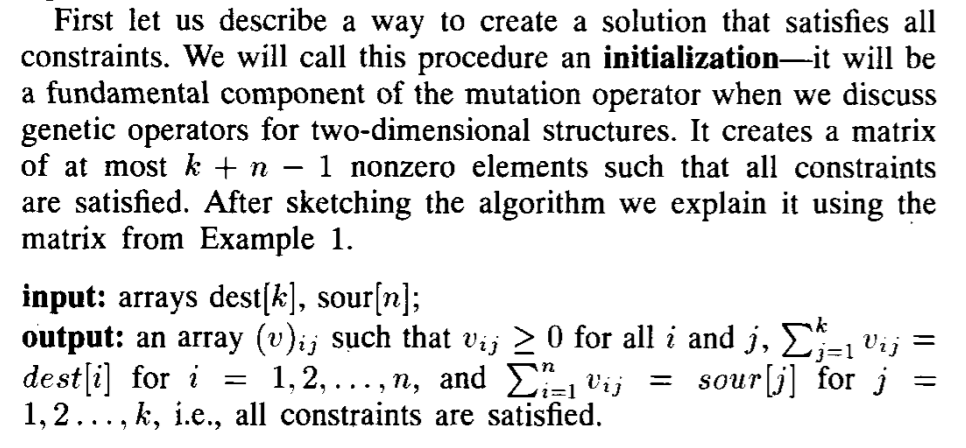 First let us describe a way to create a solution that satisfies all
constraints. We will call this procedure an initialization—it will be
a fundamental component of the mutation operator when we discuss
genetic operators for two-dimensional structures. It creates a matrix
of at most k + n − 1 nonzero elements such that all constraints
are satisfied. After sketching the algorithm we explain it using the
matrix from Example 1.
input: arrays dest[k], sour[n];
output: an array (v)_{ij} such that v_{ij} ≥ 0 for all i and j, ∑_{j=1}^{k} v_{ij} =
dest[i] for i = 1, 2, ..., n, and ∑_{i=1}^{n} v_{ij} = sour[j] for j =
1, 2 ..., k, i.e., all constraints are satisfied.